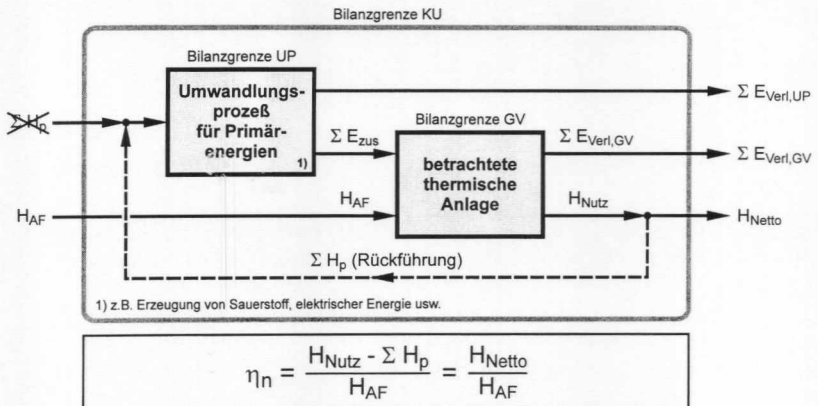 Bilanzgrenze KU
Bilanzgrenze UP
Umwandlungs-
prozeß
für Primär-
energien
1)
Σ E_Verl,UP
Σ H_p
Bilanzgrenze GV
Σ E_zus
betrachtete
thermische
Anlage
Σ E_Verl,GV
Σ E_Verl,GV
H_AF
H_AF
H_Nutz
H_Netto
Σ H_p (Rückführung)
1) z.B. Erzeugung von Sauerstoff, elektrischer Energie usw.
η_n = (H_Nutz - Σ H_p) / H_AF = H_Netto / H_AF